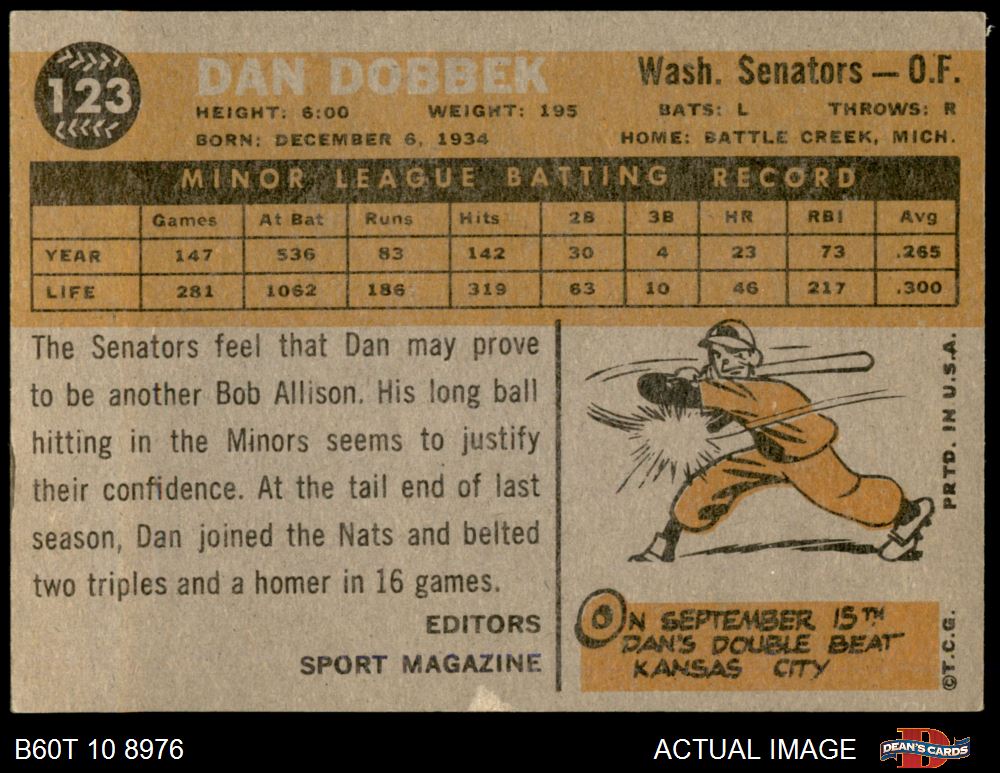 123
DAN DOBBEK
Wash. Senators — O.F.
HEIGHT: 6:00 WEIGHT: 195 BATS: L THROWS: R
BORN: DECEMBER 6, 1934 HOME: BATTLE CREEK, MICH.
MINOR LEAGUE BATTING RECORD
Games At Bat Runs Hits 2B 3B HR RBI Avg
YEAR 147 536 83 142 30 4 23 73 .265
LIFE 281 1062 186 319 63 10 46 217 .300
The Senators feel that Dan may prove
to be another Bob Allison. His long ball
hitting in the Minors seems to justify
their confidence. At the tail end of last
season, Dan joined the Nats and belted
two triples and a homer in 16 games.
EDITORS
SPORT MAGAZINE
ON SEPTEMBER 15TH
DAN'S DOUBLE BEAT
KANSAS CITY
PRTD. IN U.S.A.
©T.C.G.
B60T 10 8976
ACTUAL IMAGE
DEAN'S CARDS